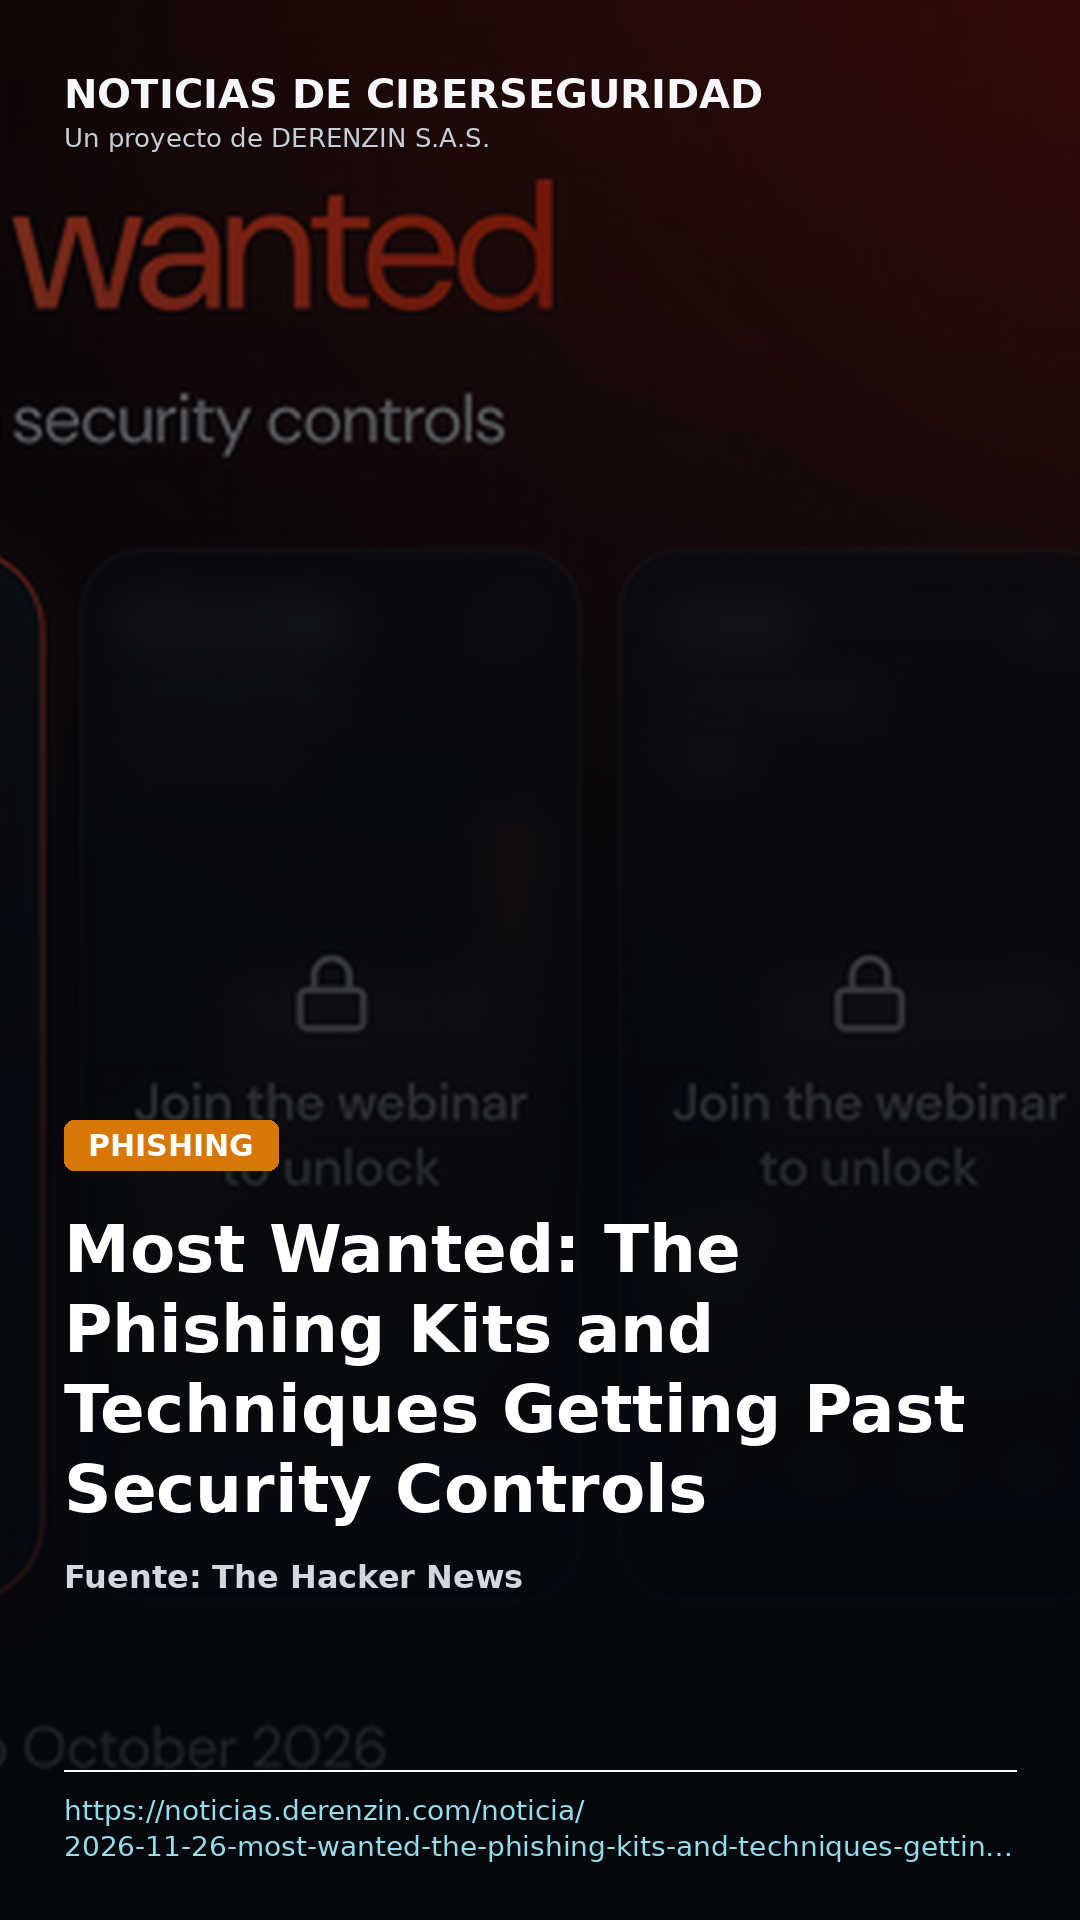 NOTICIAS DE CIBERSEGURIDAD
Un proyecto de DERENZIN S.A.S.
wanted
security controls
Join the webinar
to unlock
Join the webinar
to unlock
PHISHING
Most Wanted: The
Phishing Kits and
Techniques Getting Past
Security Controls
Fuente: The Hacker News
October 2026
https://noticias.derenzin.com/noticia/
2026-11-26-most-wanted-the-phishing-kits-and-techniques-gettin...